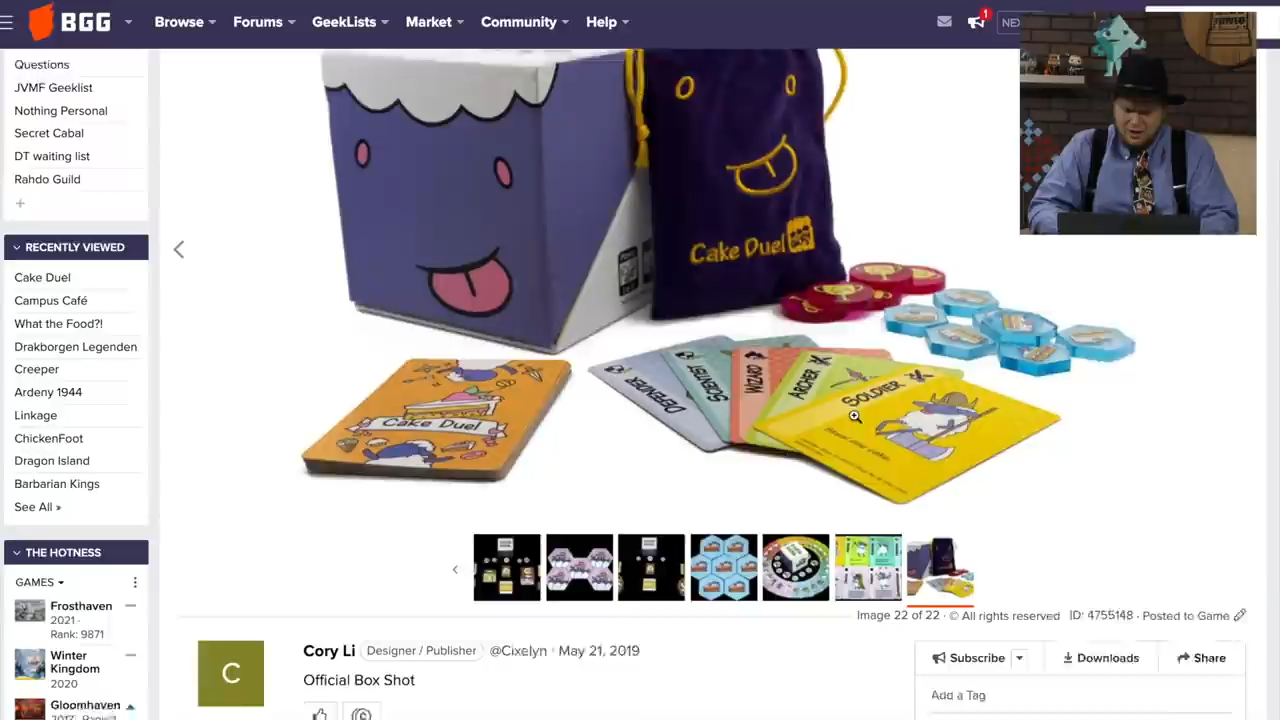 BGG
Browse
Forums
GeekLists
Market
Community
Help
1
NE
Questions
JVMF Geeklist
Nothing Personal
Secret Cabal
DT waiting list
Rahdo Guild
RECENTLY VIEWED
Cake Duel
Campus Café
What the Food?!
Drakborgen Legenden
Creeper
Ardeny 1944
Linkage
ChickenFoot
Dragon Island
Barbarian Kings
See All »
THE HOTNESS
GAMES
Frosthaven
2021 ·
Rank: 9871
Winter
Kingdom
2020
Gloomhaven
2017
Cake Duel
Cake Duel
DEFENDER
SCIENTIST
WIZARD
ARCHER
SOLDIER
Image 22 of 22 · © All rights reserved ID: 4755148 · Posted to Game
C
Cory Li Designer / Publisher @Cixelyn · May 21, 2019
Official Box Shot
Subscribe
Downloads
Share
Add a Tag